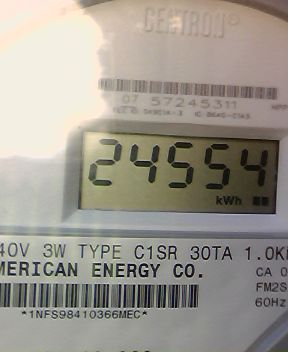 CENTRON®
07 57245311
24554
kWh
40V 3W TYPE C1SR 30TA 1.0K
MERICAN ENERGY CO.
CA 0
FM2S
60Hz
*1NFS98410366MEC*